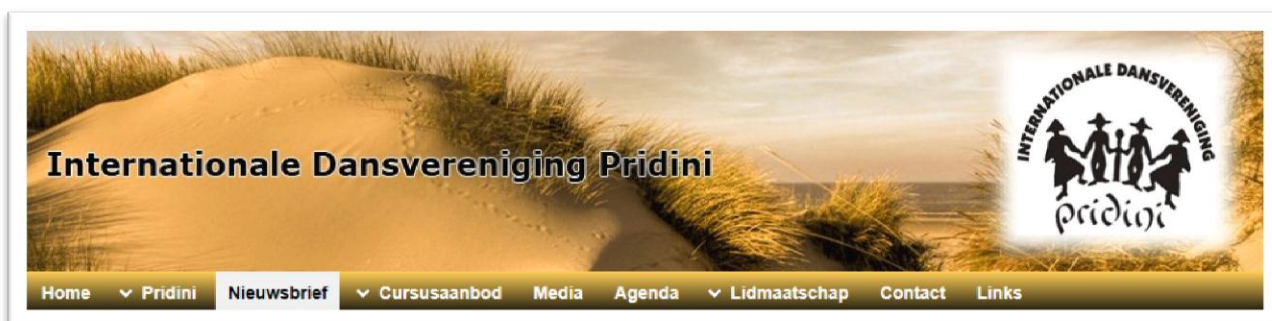 INTERNATIONALE DANSVERENIGING
Internationale Dansvereniging Pridini
pridini
Home Pridini Nieuwsbrief Cursusaanbod Media Agenda Lidmaatschap Contact Links